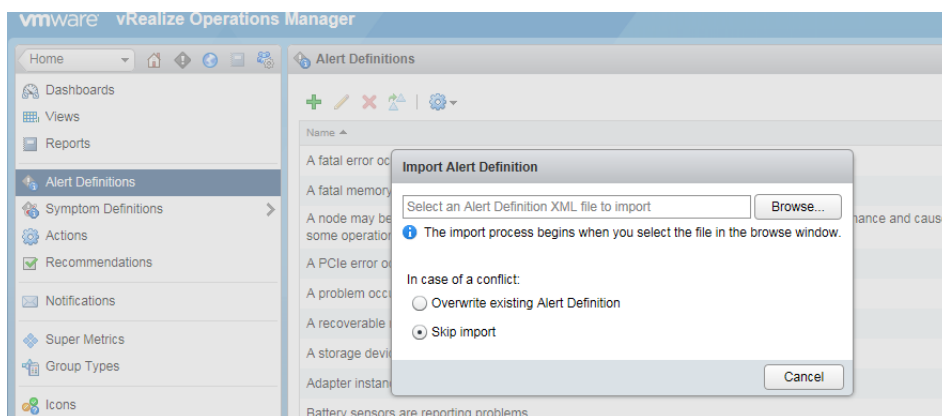 vmware vRealize Operations Manager
Home
Alert Definitions
Dashboards
Views
Reports
Alert Definitions
Symptom Definitions
Actions
Recommendations
Notifications
Super Metrics
Group Types
Icons
Name
A fatal error oc
A fatal memory
A node may be
some operation
hance and caus
A PCIe error oc
A problem occ
A recoverable
A storage devi
Adapter instan
Battery sensors are reporting problems
Import Alert Definition
Select an Alert Definition XML file to import
Browse...
The import process begins when you select the file in the browse window.
In case of a conflict:
Overwrite existing Alert Definition
Skip import
Cancel